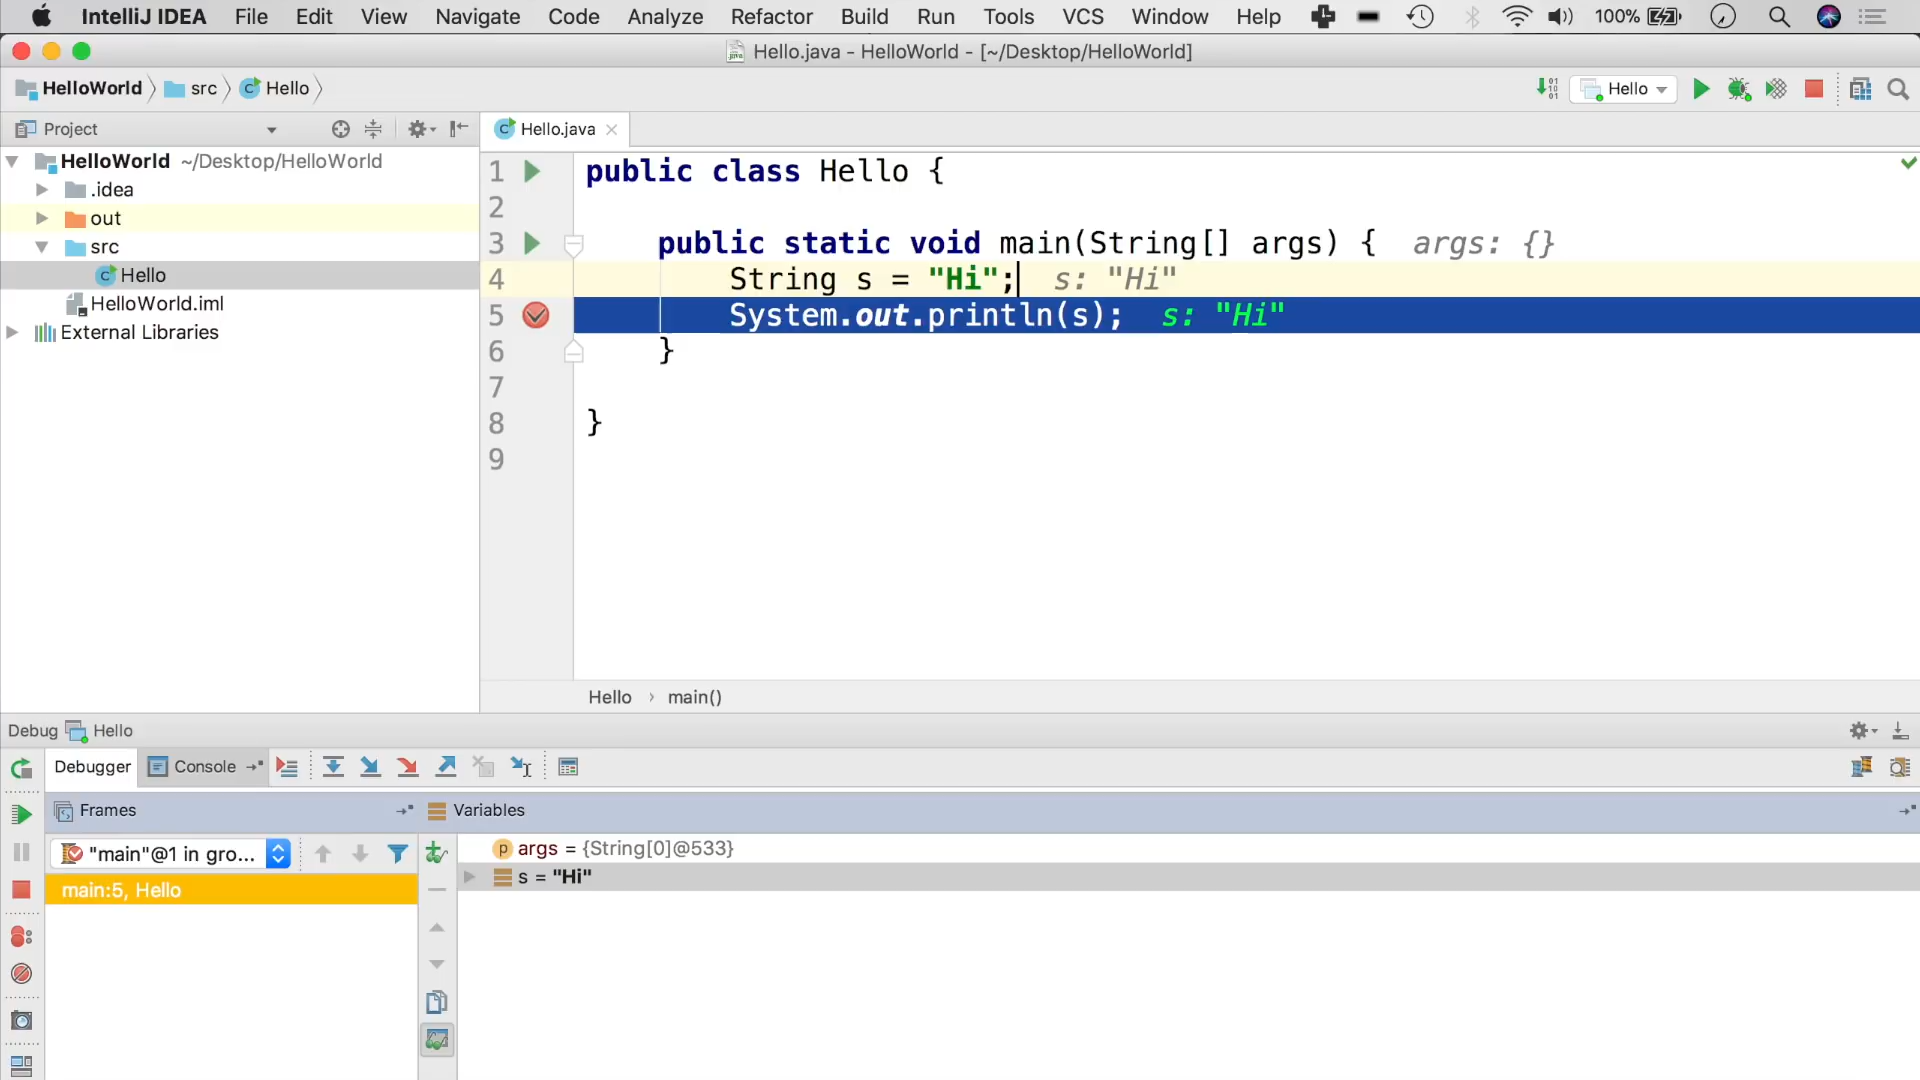 IntelliJ IDEA File Edit View Navigate Code Analyze Refactor Build Run Tools VCS Window Help 100%
Hello.java - HelloWorld - [~/Desktop/HelloWorld]
HelloWorld src Hello
Hello
Project
Hello.java
HelloWorld ~/Desktop/HelloWorld
.idea
out
src
Hello
HelloWorld.iml
External Libraries
1 public class Hello {
2
3 public static void main(String[] args) { args: {}
4 String s = "Hi"; s: "Hi"
5 System.out.println(s); s: "Hi"
6 }
7
8 }
9
Hello › main()
Debug Hello
Debugger Console
Frames
Variables
"main"@1 in gro...
main:5, Hello
args = {String[0]@533}
s = "Hi"